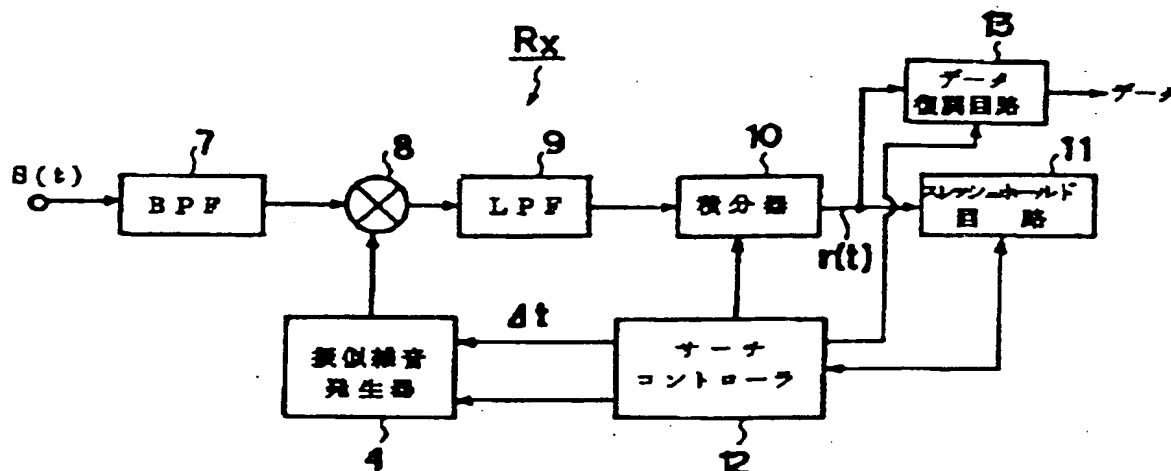 Rx
13
データ
復調回路
データ
7
8
9
10
11
S(t)
BPF
LPF
積分器
r(t)
スレッシュホールド
回路
Δt
擬似雑音
発生器
サーチ
コントローラ
4
12